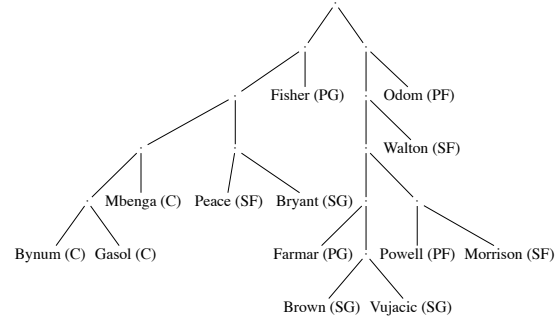 Fisher (PG) Odom (PF)
Walton (SF)
Mbenga (C) Peace (SF) Bryant (SG)
Bynum (C) Gasol (C) Farmar (PG) Powell (PF) Morrison (SF)
Brown (SG) Vujacic (SG)